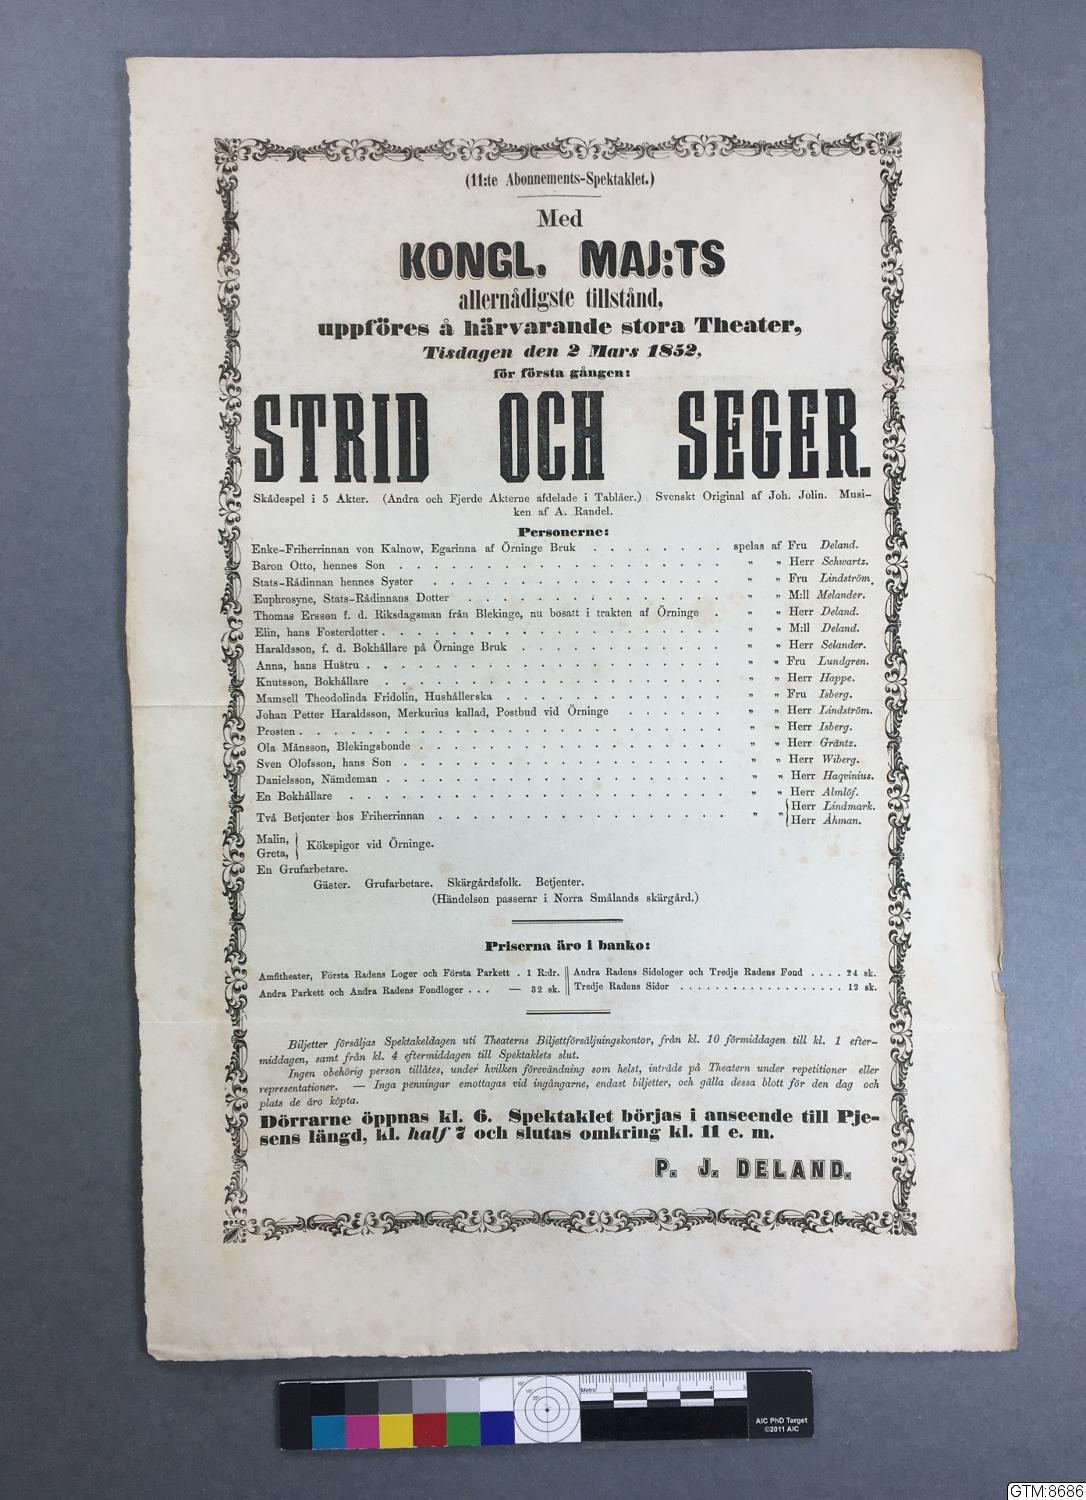 (11:te Abonnements-Spektaklet.)
Med
KONGL. MAJ:TS
allernådigste tillstånd,
uppföres å härvarande stora Theater,
Tisdagen den 2 Mars 1852,
för första gången:
STRID OCH SEGER.
Skådespel i 5 Akter. (Andra och Fjerde Akterne afdelade i Tablåer.) Svenskt Original af Joh. Jolin. Musi-
ken af A. Randel.
Personerne:
Enke-Friherrinnan von Kalnow, Egarinna af Örninge Bruk . . . . . . . . spelas af Fru Deland.
Baron Otto, hennes Son . . . . . . . . „ „ Herr Schwartz.
Stats-Rådinnan hennes Syster . . . . . . . . „ „ Fru Lindström.
Euphrosyne, Stats-Rådinnans Dotter . . . . . . . . „ „ M:ll Melander.
Thomas Ersson f. d. Riksdagsman från Blekinge, nu bosatt i trakten af Örninge . „ „ Herr Deland.
Elin, hans Fosterdotter . . . . . . . . „ „ M:ll Deland.
Haraldsson, f. d. Bokhållare på Örninge Bruk . . . . . . . . „ „ Herr Selander.
Anna, hans Hustru . . . . . . . . „ „ Fru Lundgren.
Knutsson, Bokhållare . . . . . . . . „ „ Herr Happe.
Mamsell Theodolinda Fridolin, Hushållerska . . . . . . . . „ „ Fru Isberg.
Johan Petter Haraldsson, Merkurius kallad, Postbud vid Örninge . . . . . . „ „ Herr Lindström.
Prosten . . . . . . . . „ „ Herr Isberg.
Ola Månsson, Blekingsbonde . . . . . . . . „ „ Herr Gräntz.
Sven Olofsson, hans Son . . . . . . . . „ „ Herr Wiberg.
Danielsson, Nämdeman . . . . . . . . „ „ Herr Haqvinius.
En Bokhållare . . . . . . . . „ „ Herr Almlöf.
Två Betjenter hos Friherrinnan . . . . . . . . „ „ { Herr Lindmark.
Herr Åhman.
Malin,
Greta, } Kökspigor vid Örninge.
En Grufarbetare.
Gäster. Grufarbetare. Skärgårdsfolk. Betjenter.
(Händelsen passerar i Norra Smålands skärgård.)
Priserna äro i banko:
Amfitheater, Första Radens Loger och Första Parkett . 1 R:dr.
Andra Parkett och Andra Radens Fondloger . . . — 32 sk.
Andra Radens Sidologer och Tredje Radens Fond . . . . 24 sk.
Tredje Radens Sidor . . . . . . . . 12 sk.
Biljetter försäljas Spektakeldagen uti Theaterns Biljettförsäljningskontor, från kl. 10 förmiddagen till kl. 1 efter-
middagen, samt från kl. 4 eftermiddagen till Spektaklets slut.
Ingen obehörig person tillåtes, under hvilken förevändning som helst, inträde på Theatern under repetitioner eller
representationer. — Inga penningar emottagas vid ingångarne, endast biljetter, och gälla dessa blott för den dag och
plats de äro köpta.
Dörrarne öppnas kl. 6. Spektaklet börjas i anseende till Pje-
sens längd, kl. half 7 och slutas omkring kl. 11 e. m.
P. J. DELAND.
Metric 1 2 3 4 5
AIC PhD Target
©2011 AIC
GTM:8686